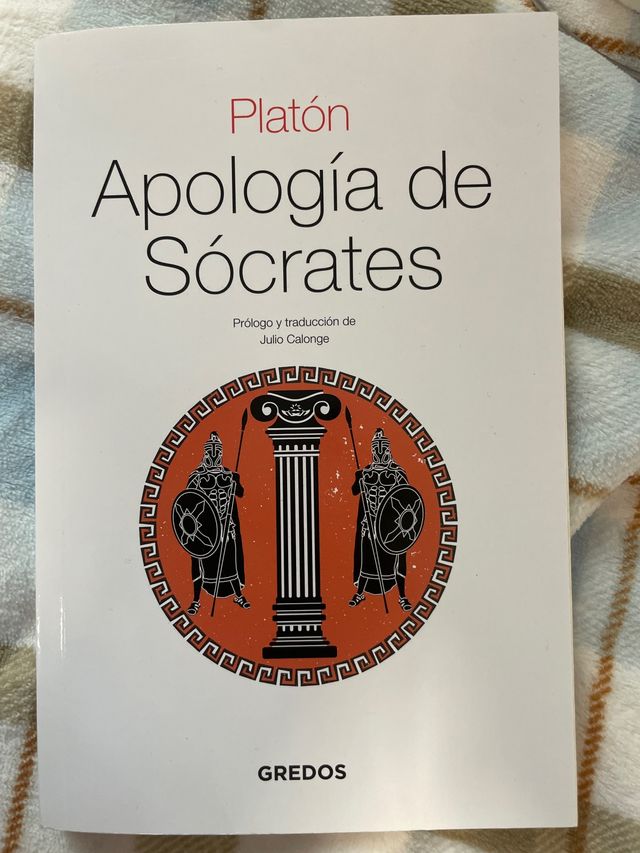 Platón
Apología de
Sócrates
Prólogo y traducción de
Julio Calonge
GREDOS